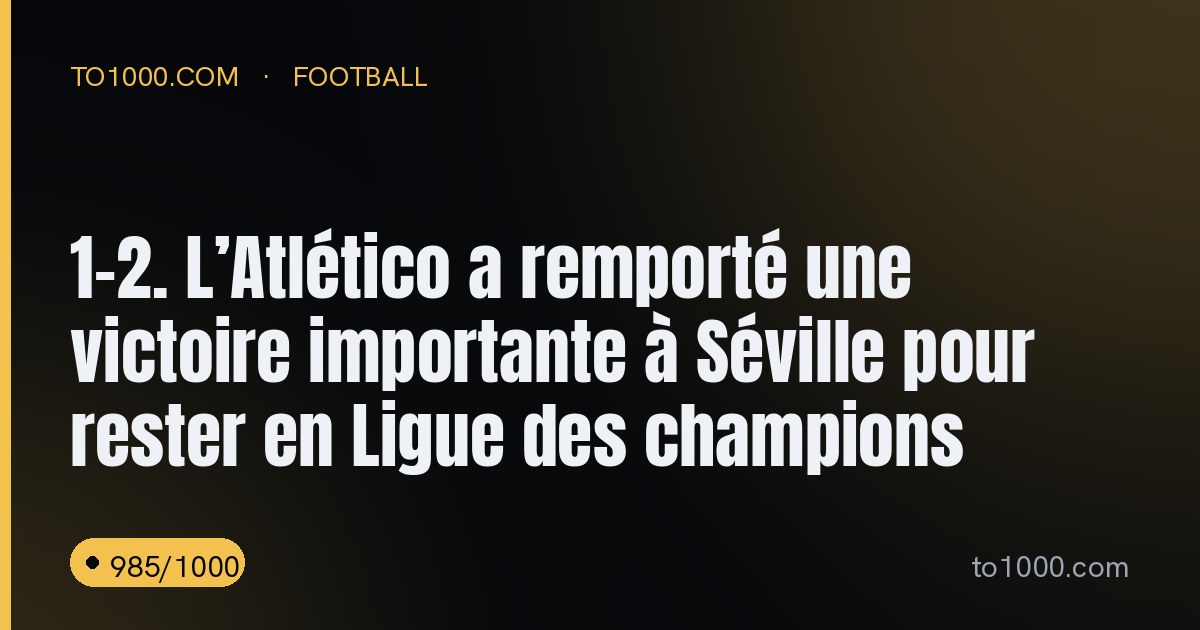 TO1000.COM · FOOTBALL
1-2. L’Atlético a remporté une
victoire importante à Séville pour
rester en Ligue des champions
985/1000
to1000.com